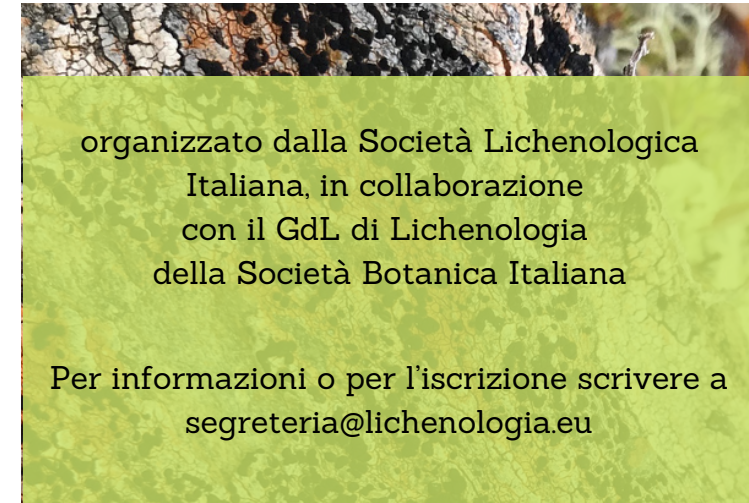 organizzato dalla Società Lichenologica
Italiana, in collaborazione
con il GdL di Lichenologia
della Società Botanica Italiana
Per informazioni o per l'iscrizione scrivere a
segreteria@lichenologia.eu